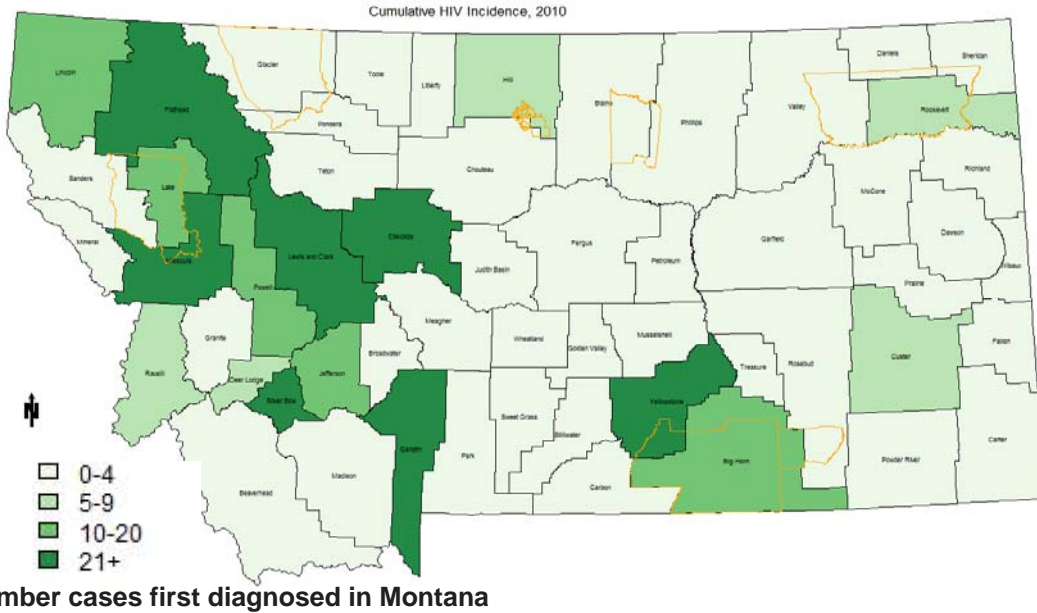 Cumulative HIV Incidence, 2010
Lincoln
Flathead
Glacier
Toole
Liberty
Hill
Blaine
Phillips
Valley
Daniels
Sheridan
Roosevelt
Pondera
Teton
Chouteau
Richland
McCone
Sanders
Lake
Mineral
Missoula
Powell
Lewis and Clark
Cascade
Judith Basin
Fergus
Petroleum
Garfield
Dawson
Prairie
Wibaux
Granite
Meagher
Broadwater
Wheatland
Golden Valley
Musselshell
Treasure
Rosebud
Custer
Fallon
Ravalli
Deer Lodge
Jefferson
Silver Bow
Gallatin
Park
Sweet Grass
Stillwater
Yellowstone
Big Horn
Carbon
Powder River
Carter
Beaverhead
Madison
N
0-4
5-9
10-20
21+
mber cases first diagnosed in Montana